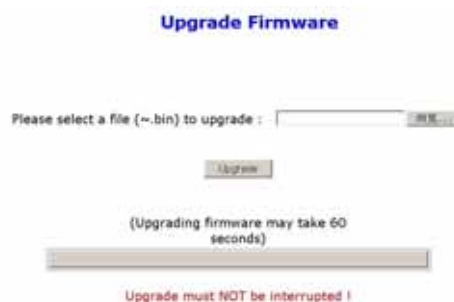 Upgrade Firmware
Please select a file (~.bin) to upgrade :
Upgrade
(Upgrading firmware may take 60
seconds)
Upgrade must NOT be interrupted !